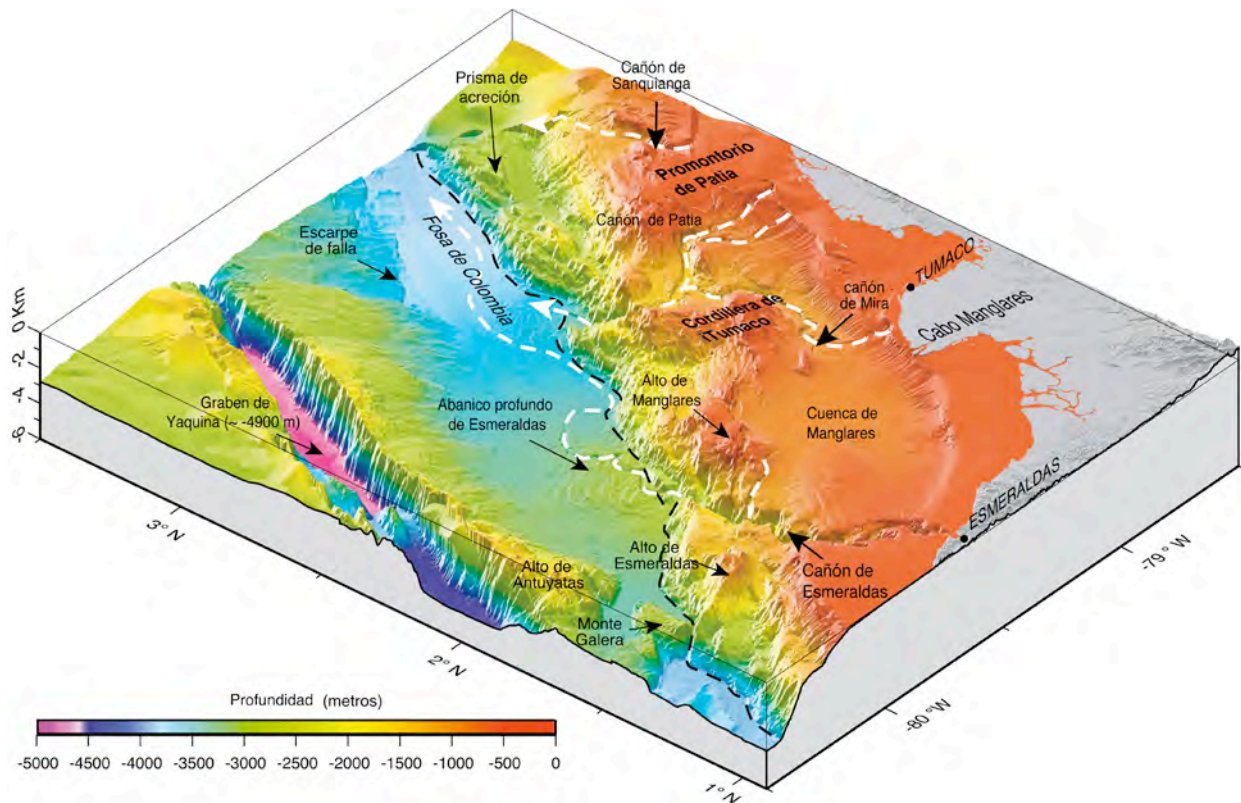 Cañón de
Sanquianga
Prisma de
acreción
Promontorio
de Patia
Cañón de Patia
Escarpe
de falla
Fosa de Colombia
TUMACO
cañón
de Mira
Cordillera de
Tumaco
Cabo Manglares
0 Km
-2
-4
-6
Alto de
Manglares
Graben de
Yaquina (~ -4900 m)
Abanico profundo
de Esmeraldas
Cuenca de
Manglares
ESMERALDAS
3° N
-79 ° W
Alto de
Esmeraldas
Alto de
Antuyatas
Cañón de
Esmeraldas
Monte
Galera
2° N
-80 ° W
Profundidad (metros)
-5000 -4500 -4000 -3500 -3000 -2500 -2000 -1500 -1000 -500 0
1° N